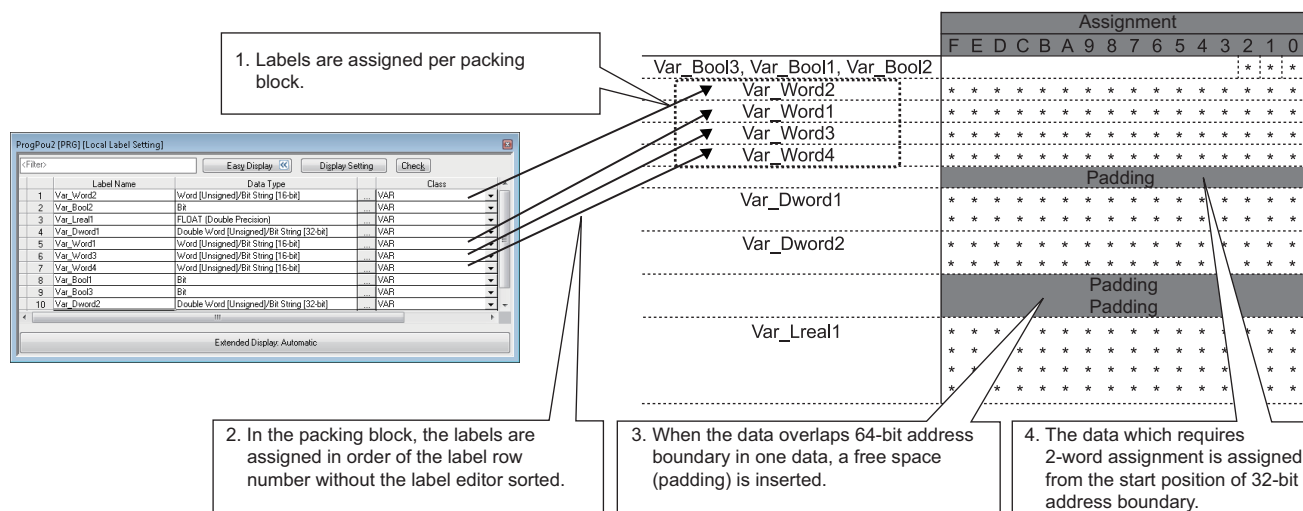 Assignment
F E D C B A 9 8 7 6 5 4 3 2 1 0
1. Labels are assigned per packing
block.
Var_Bool3, Var_Bool1, Var_Bool2 * * *
Var_Word2 * * * * * * * * * * * * * * * *
Var_Word1 * * * * * * * * * * * * * * * *
Var_Word3 * * * * * * * * * * * * * * * *
Var_Word4 * * * * * * * * * * * * * * * *
Padding
Var_Dword1 * * * * * * * * * * * * * * * *
* * * * * * * * * * * * * * * *
Var_Dword2 * * * * * * * * * * * * * * * *
* * * * * * * * * * * * * * * *
Padding
Padding
Var_Lreal1 * * * * * * * * * * * * * * * *
* * * * * * * * * * * * * * * *
* * * * * * * * * * * * * * * *
* * * * * * * * * * * * * * * *
ProgPou2 [PRG] [Local Label Setting]
<Filter> Easy Display Display Setting Check
Label Name Data Type Class
1 Var_Word2 Word [Unsigned]/Bit String [16-bit] ... VAR
2 Var_Bool2 Bit ... VAR
3 Var_Lreal1 FLOAT (Double Precision) ... VAR
4 Var_Dword1 Double Word [Unsigned]/Bit String [32-bit] ... VAR
5 Var_Word1 Word [Unsigned]/Bit String [16-bit] ... VAR
6 Var_Word3 Word [Unsigned]/Bit String [16-bit] ... VAR
7 Var_Word4 Word [Unsigned]/Bit String [16-bit] ... VAR
8 Var_Bool1 Bit ... VAR
9 Var_Bool3 Bit ... VAR
10 Var_Dword2 Double Word [Unsigned]/Bit String [32-bit] ... VAR
Extended Display: Automatic
2. In the packing block, the labels are
assigned in order of the label row
number without the label editor sorted.
3. When the data overlaps 64-bit address
boundary in one data, a free space
(padding) is inserted.
4. The data which requires
2-word assignment is assigned
from the start position of 32-bit
address boundary.